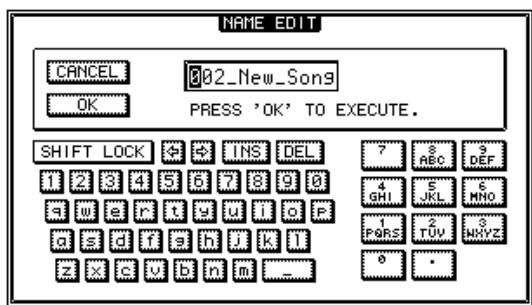 NAME EDIT
CANCEL
002_New_Song
OK
PRESS 'OK' TO EXECUTE.
SHIFT LOCK INS DEL
1 2 3 4 5 6 7 8 9 0
q w e r t y u i o p
a s d f g h j k l
z x c v b n m _
7 8 ABC 9 DEF
4 GHI 5 JKL 6 MNO
1 PQRS 2 TUV 3 WXYZ
0 .